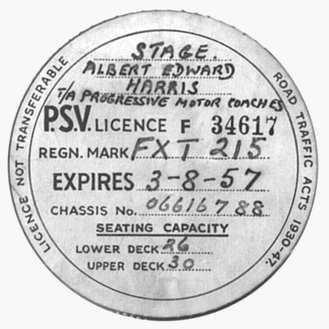 STAGE.
ALBERT EDWARD
HARRIS
T/A PROGRESSIVE MOTOR COACHES
P.S.V. LICENCE F 34617
REGN. MARK FXT 215
EXPIRES 3-8-57
CHASSIS No. 06616788
SEATING CAPACITY
LOWER DECK 26
UPPER DECK 30
LICENCE NOT TRANSFERABLE
ROAD TRAFFIC ACTS 1930-47.